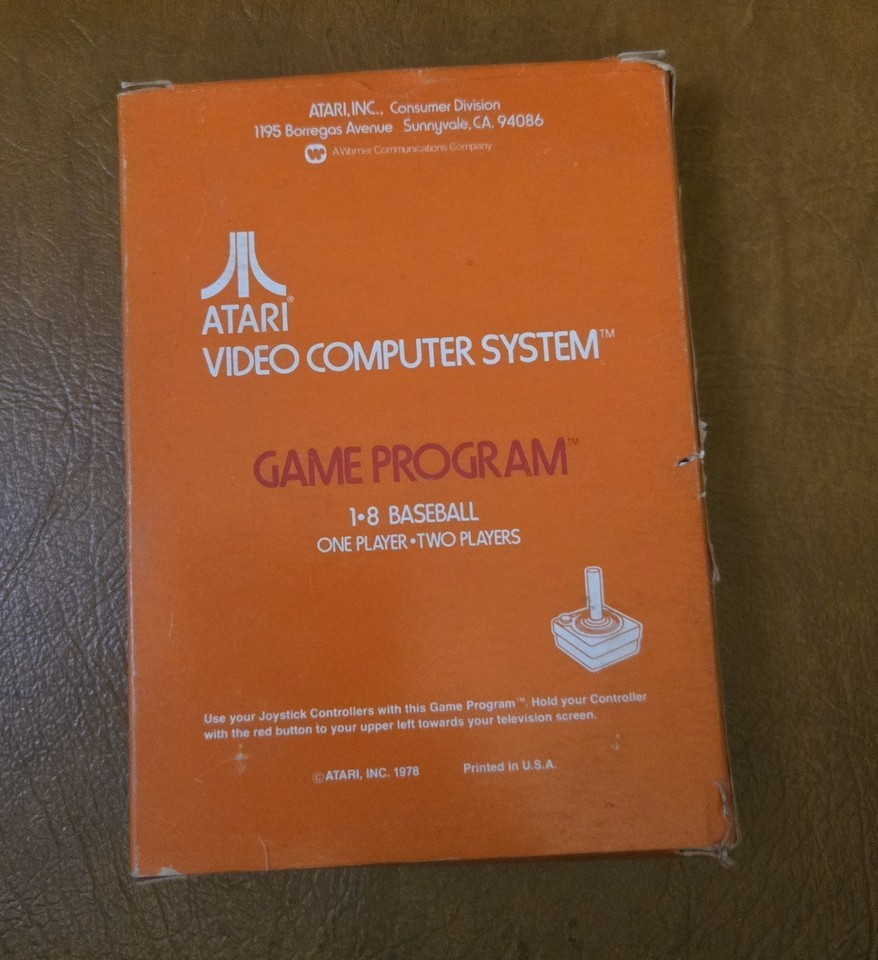 ATARI, INC., Consumer Division
1195 Borregas Avenue Sunnyvale, CA. 94086
A Warner Communications Company
ATARI®
VIDEO COMPUTER SYSTEM™
GAME PROGRAM™
1•8 BASEBALL
ONE PLAYER•TWO PLAYERS
Use your Joystick Controllers with this Game Program™. Hold your Controller
with the red button to your upper left towards your television screen.
©ATARI, INC. 1978 Printed in U.S.A.